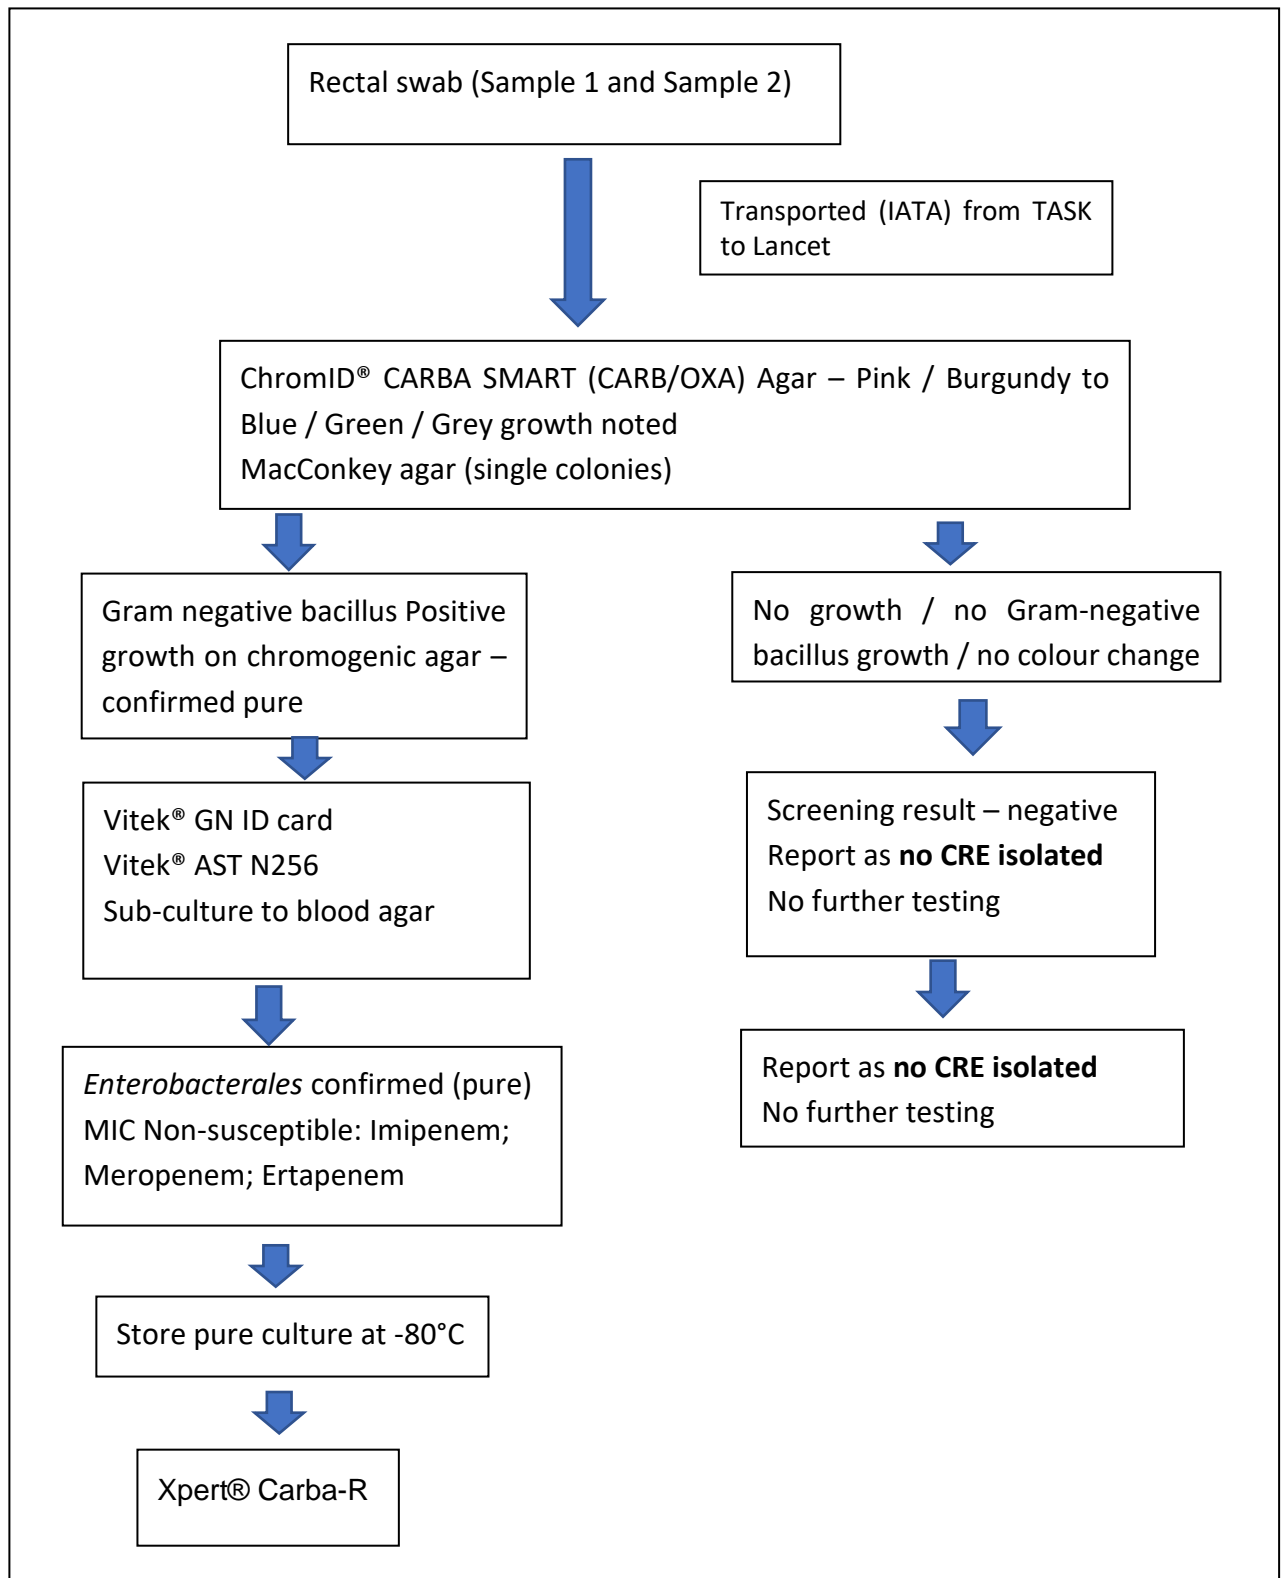 Rectal swab (Sample 1 and Sample 2)
Transported (IATA) from TASK
to Lancet
ChromID® CARBA SMART (CARB/OXA) Agar – Pink / Burgundy to
Blue / Green / Grey growth noted
MacConkey agar (single colonies)
Gram negative bacillus Positive
growth on chromogenic agar –
confirmed pure
No growth / no Gram-negative
bacillus growth / no colour change
Vitek® GN ID card
Vitek® AST N256
Sub-culture to blood agar
Screening result – negative
Report as no CRE isolated
No further testing
Enterobacterales confirmed (pure)
MIC Non-susceptible: Imipenem;
Meropenem; Ertapenem
Report as no CRE isolated
No further testing
Store pure culture at -80°C
Xpert® Carba-R